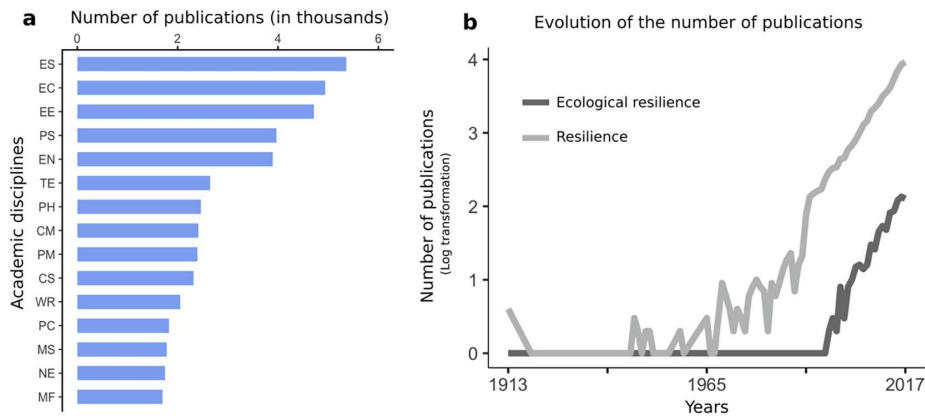 a
Number of publications (in thousands)
0 2 4 6
Academic disciplines
ES
EC
EE
PS
EN
TE
PH
CM
PM
CS
WR
PC
MS
NE
MF
b
Evolution of the number of publications
Number of publications
(Log transformation)
4
3
2
1
0
Ecological resilience
Resilience
1913 1965 2017
Years